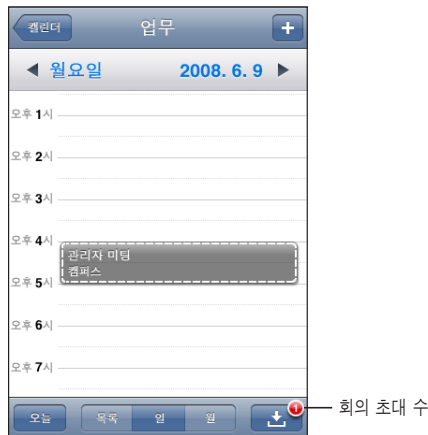 캘린더 업무 +
월요일 2008. 6. 9
오후 1시
오후 2시
오후 3시
오후 4시
관리자 미팅
캠퍼스
오후 5시
오후 6시
오후 7시
오늘 목록 일 월 1 회의 초대 수